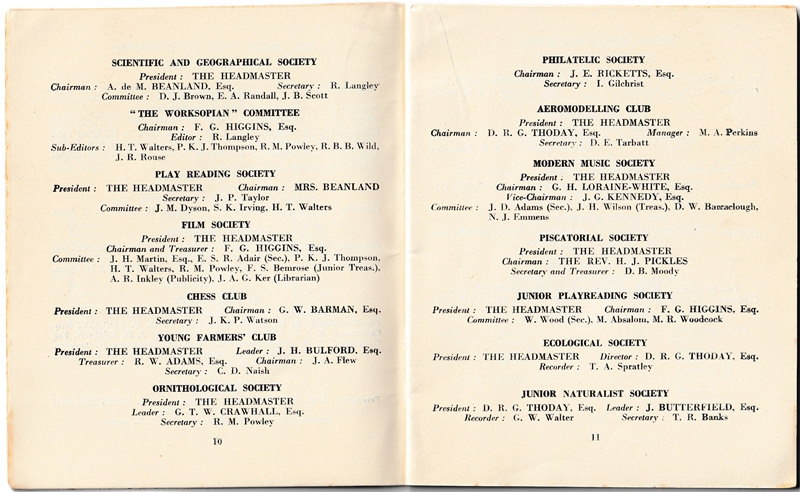 SCIENTIFIC AND GEOGRAPHICAL SOCIETY
President : THE HEADMASTER
Chairman : A. de M. BEANLAND, Esq. Secretary : R. Langley
Committee : D. J. Brown, E. A. Randall, J. B. Scott
“ THE WORKSOPIAN ” COMMITTEE
Chairman : F. G. HIGGINS, Esq.
Editor : R. Langley
Sub-Editors : H. T. Walters, P. K. J. Thompson, R. M. Powley, R. B. B. Wild,
J. R. Rouse
PLAY READING SOCIETY
President : THE HEADMASTER Chairman : MRS. BEANLAND
Secretary : J. P. Taylor
Committee : J. M. Dyson, S. K. Irving, H. T. Walters
FILM SOCIETY
President : THE HEADMASTER
Chairman and Treasurer : F. G. HIGGINS, Esq.
Committee : J. H. Martin, Esq., E. S. R. Adair (Sec.), P. K. J. Thompson,
H. T. Walters, R. M. Powley, F. S. Bemrose (Junior Treas.),
A. R. Inkley (Publicity), J. A. G. Ker (Librarian)
CHESS CLUB
President : THE HEADMASTER Chairman : G. W. BARMAN, Esq.
Secretary : J. K. P. Watson
YOUNG FARMERS’ CLUB
President : THE HEADMASTER Leader : J. H. BULFORD, Esq.
Treasurer : R. W. ADAMS, Esq. Chairman : J. A. Flew
Secretary : C. D. Naish
ORNITHOLOGICAL SOCIETY
President : THE HEADMASTER
Leader : G. T. W. CRAWHALL, Esq.
Secretary : R. M. Powley
10
PHILATELIC SOCIETY
Chairman : J. E. RICKETTS, Esq.
Secretary : I. Gilchrist
AEROMODELLING CLUB
President : THE HEADMASTER
Chairman : D. R. G. THODAY, Esq. Manager : M. A. Perkins
Secretary : D. E. Tarbatt
MODERN MUSIC SOCIETY
President : THE HEADMASTER
Chairman : G. H. LORAINE-WHITE, Esq.
Vice-Chairman : J. G. KENNEDY, Esq.
Committee : J. D. Adams (Sec.), J. H. Wilson (Treas.), D. W. Barraclough,
N. J. Emmens
PISCATORIAL SOCIETY
President : THE HEADMASTER
Chairman : THE REV. H. J. PICKLES
Secretary and Treasurer : D. B. Moody
JUNIOR PLAYREADING SOCIETY
President : THE HEADMASTER Chairman : F. G. HIGGINS, Esq.
Committee : W. Wood (Sec.), M. Absalom, M. R. Woodcock
ECOLOGICAL SOCIETY
President : THE HEADMASTER Director : D. R. G. THODAY, Esq.
Recorder : T. A. Spratley
JUNIOR NATURALIST SOCIETY
President : D. R. G. THODAY, Esq. Leader : J. BUTTERFIELD, Esq.
Recorder : G. W. Walter Secretary : T. R. Banks
11